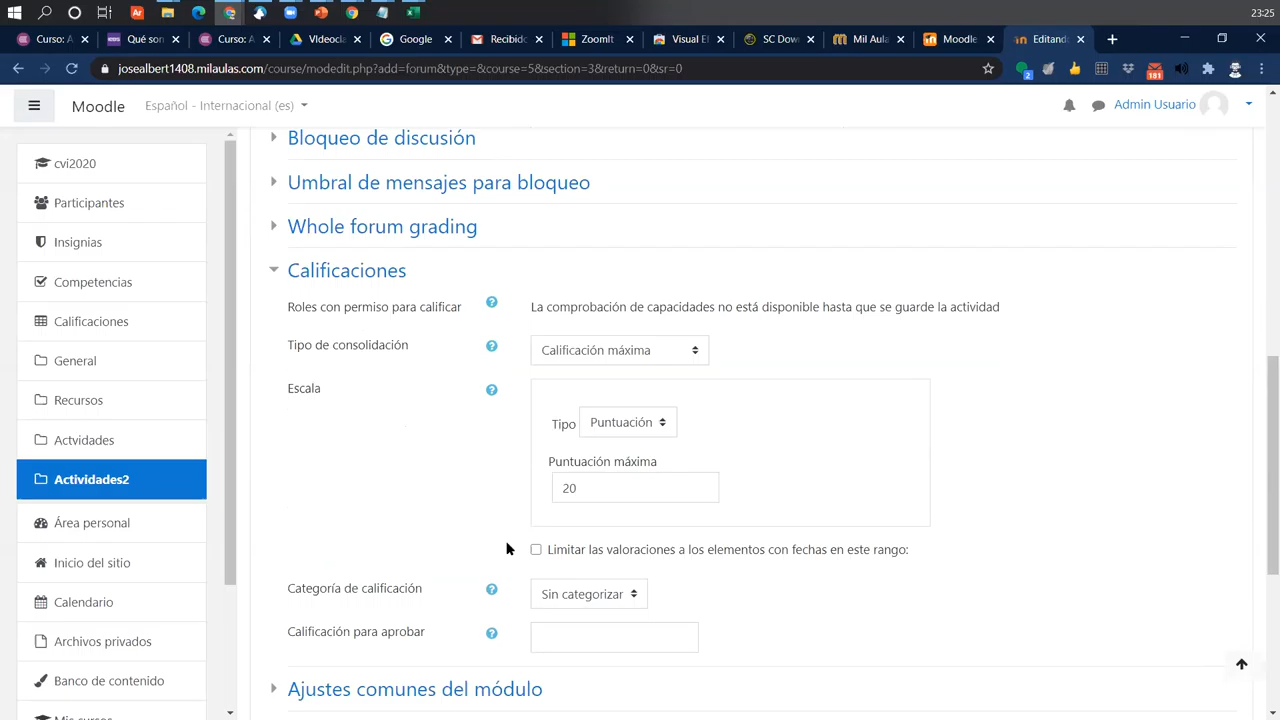 23:25
Curso: A
Qué son
Curso: A
Videocla
Google
Recibido
ZoomIt
Visual Ef
SC Dow
Mil Aula
Moodle
Editando
josealbert1408.milaulas.com/course/modedit.php?add=forum&type=&course=5&section=3&return=0&sr=0
2
181
Moodle
Español - Internacional (es)
Admin Usuario
cvi2020
Participantes
Insignias
Competencias
Calificaciones
General
Recursos
Actvidades
Actividades2
Área personal
Inicio del sitio
Calendario
Archivos privados
Banco de contenido
Mis cursos
Bloqueo de discusión
Umbral de mensajes para bloqueo
Whole forum grading
Calificaciones
Roles con permiso para calificar
La comprobación de capacidades no está disponible hasta que se guarde la actividad
Tipo de consolidación
Calificación máxima
Escala
Tipo Puntuación
Puntuación máxima
20
Limitar las valoraciones a los elementos con fechas en este rango:
Categoría de calificación
Sin categorizar
Calificación para aprobar
Ajustes comunes del módulo